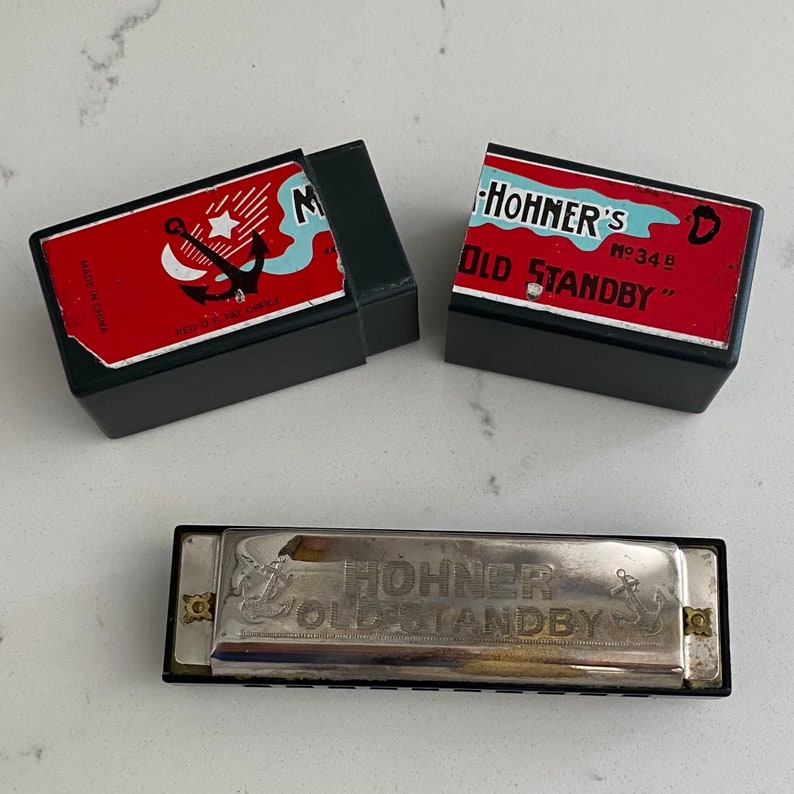 M
"
MADE IN CHINA
REG. U.S. PAT. OFFICE
·HOHNER'S
No 34 B
D
OLD STANDBY"
HOHNER
OLD STANDBY